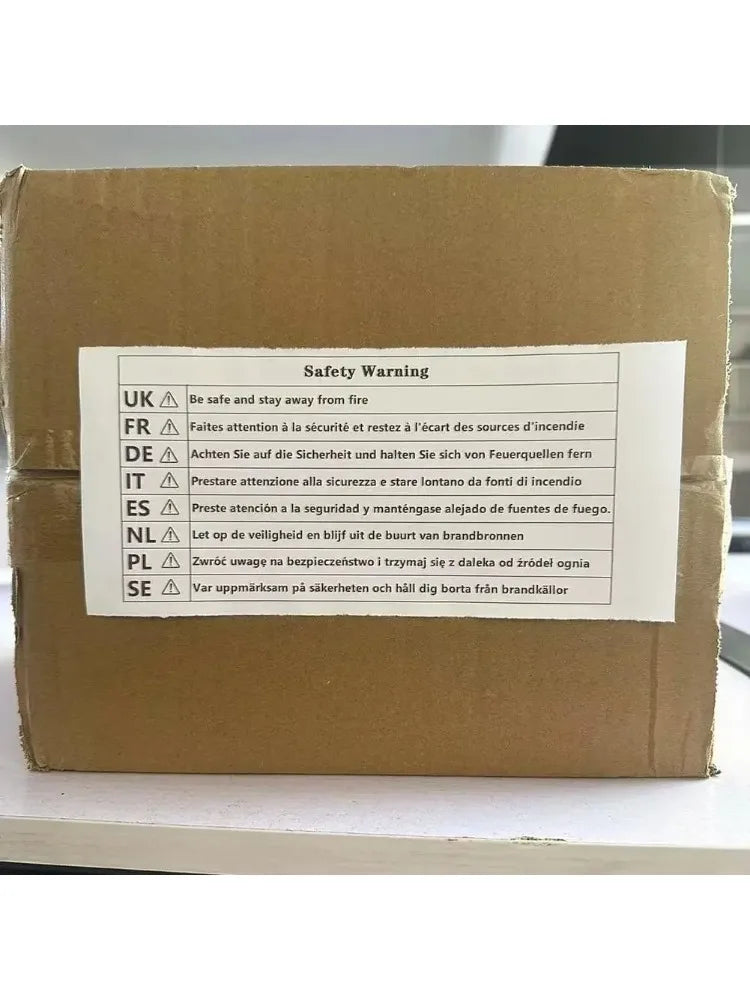 Safety Warning
UK ⚠ Be safe and stay away from fire
FR ⚠ Faites attention à la sécurité et restez à l'écart des sources d'incendie
DE ⚠ Achten Sie auf die Sicherheit und halten Sie sich von Feuerquellen fern
IT ⚠ Prestare attenzione alla sicurezza e stare lontano da fonti di incendio
ES ⚠ Preste atención a la seguridad y manténgase alejado de fuentes de fuego.
NL ⚠ Let op de veiligheid en blijf uit de buurt van brandbronnen
PL ⚠ Zwróć uwagę na bezpieczeństwo i trzymaj się z daleka od źródeł ognia
SE ⚠ Var uppmärksam på säkerheten och håll dig borta från brandkällor